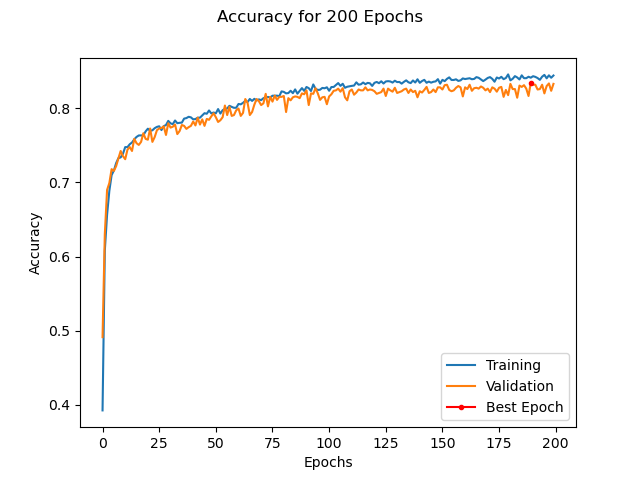 Accuracy for 200 Epochs
0.8
0.7
0.6
0.5
0.4
Accuracy
0 25 50 75 100 125 150 175 200
Epochs
Training
Validation
Best Epoch